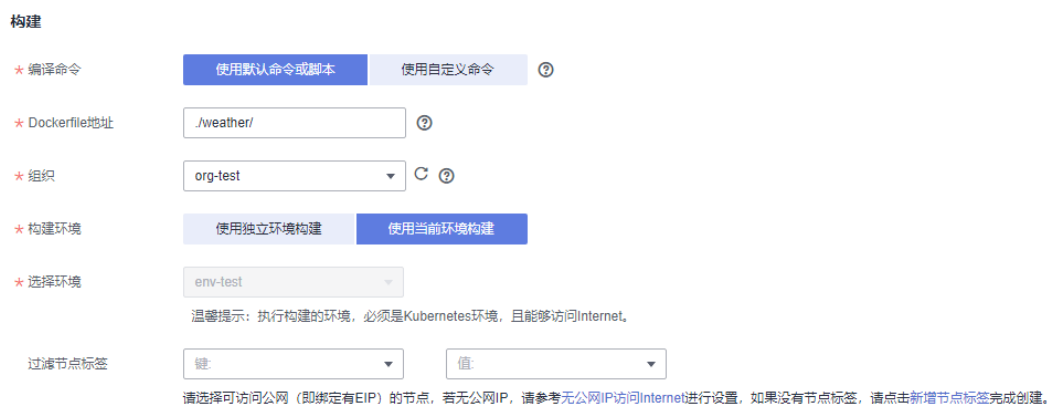 构建
* 编译命令 使用默认命令或脚本 使用自定义命令 ?
* Dockerfile地址 ./weather/ ?
* 组织 org-test ?
* 构建环境 使用独立环境构建 使用当前环境构建
* 选择环境 env-test
温馨提示：执行构建的环境，必须是Kubernetes环境，且能够访问Internet。
过滤节点标签 键: 值:
请选择可访问公网（即绑定有EIP）的节点，若无公网IP，请参考无公网IP访问Internet进行设置，如果没有节点标签，请点击新增节点标签完成创建。